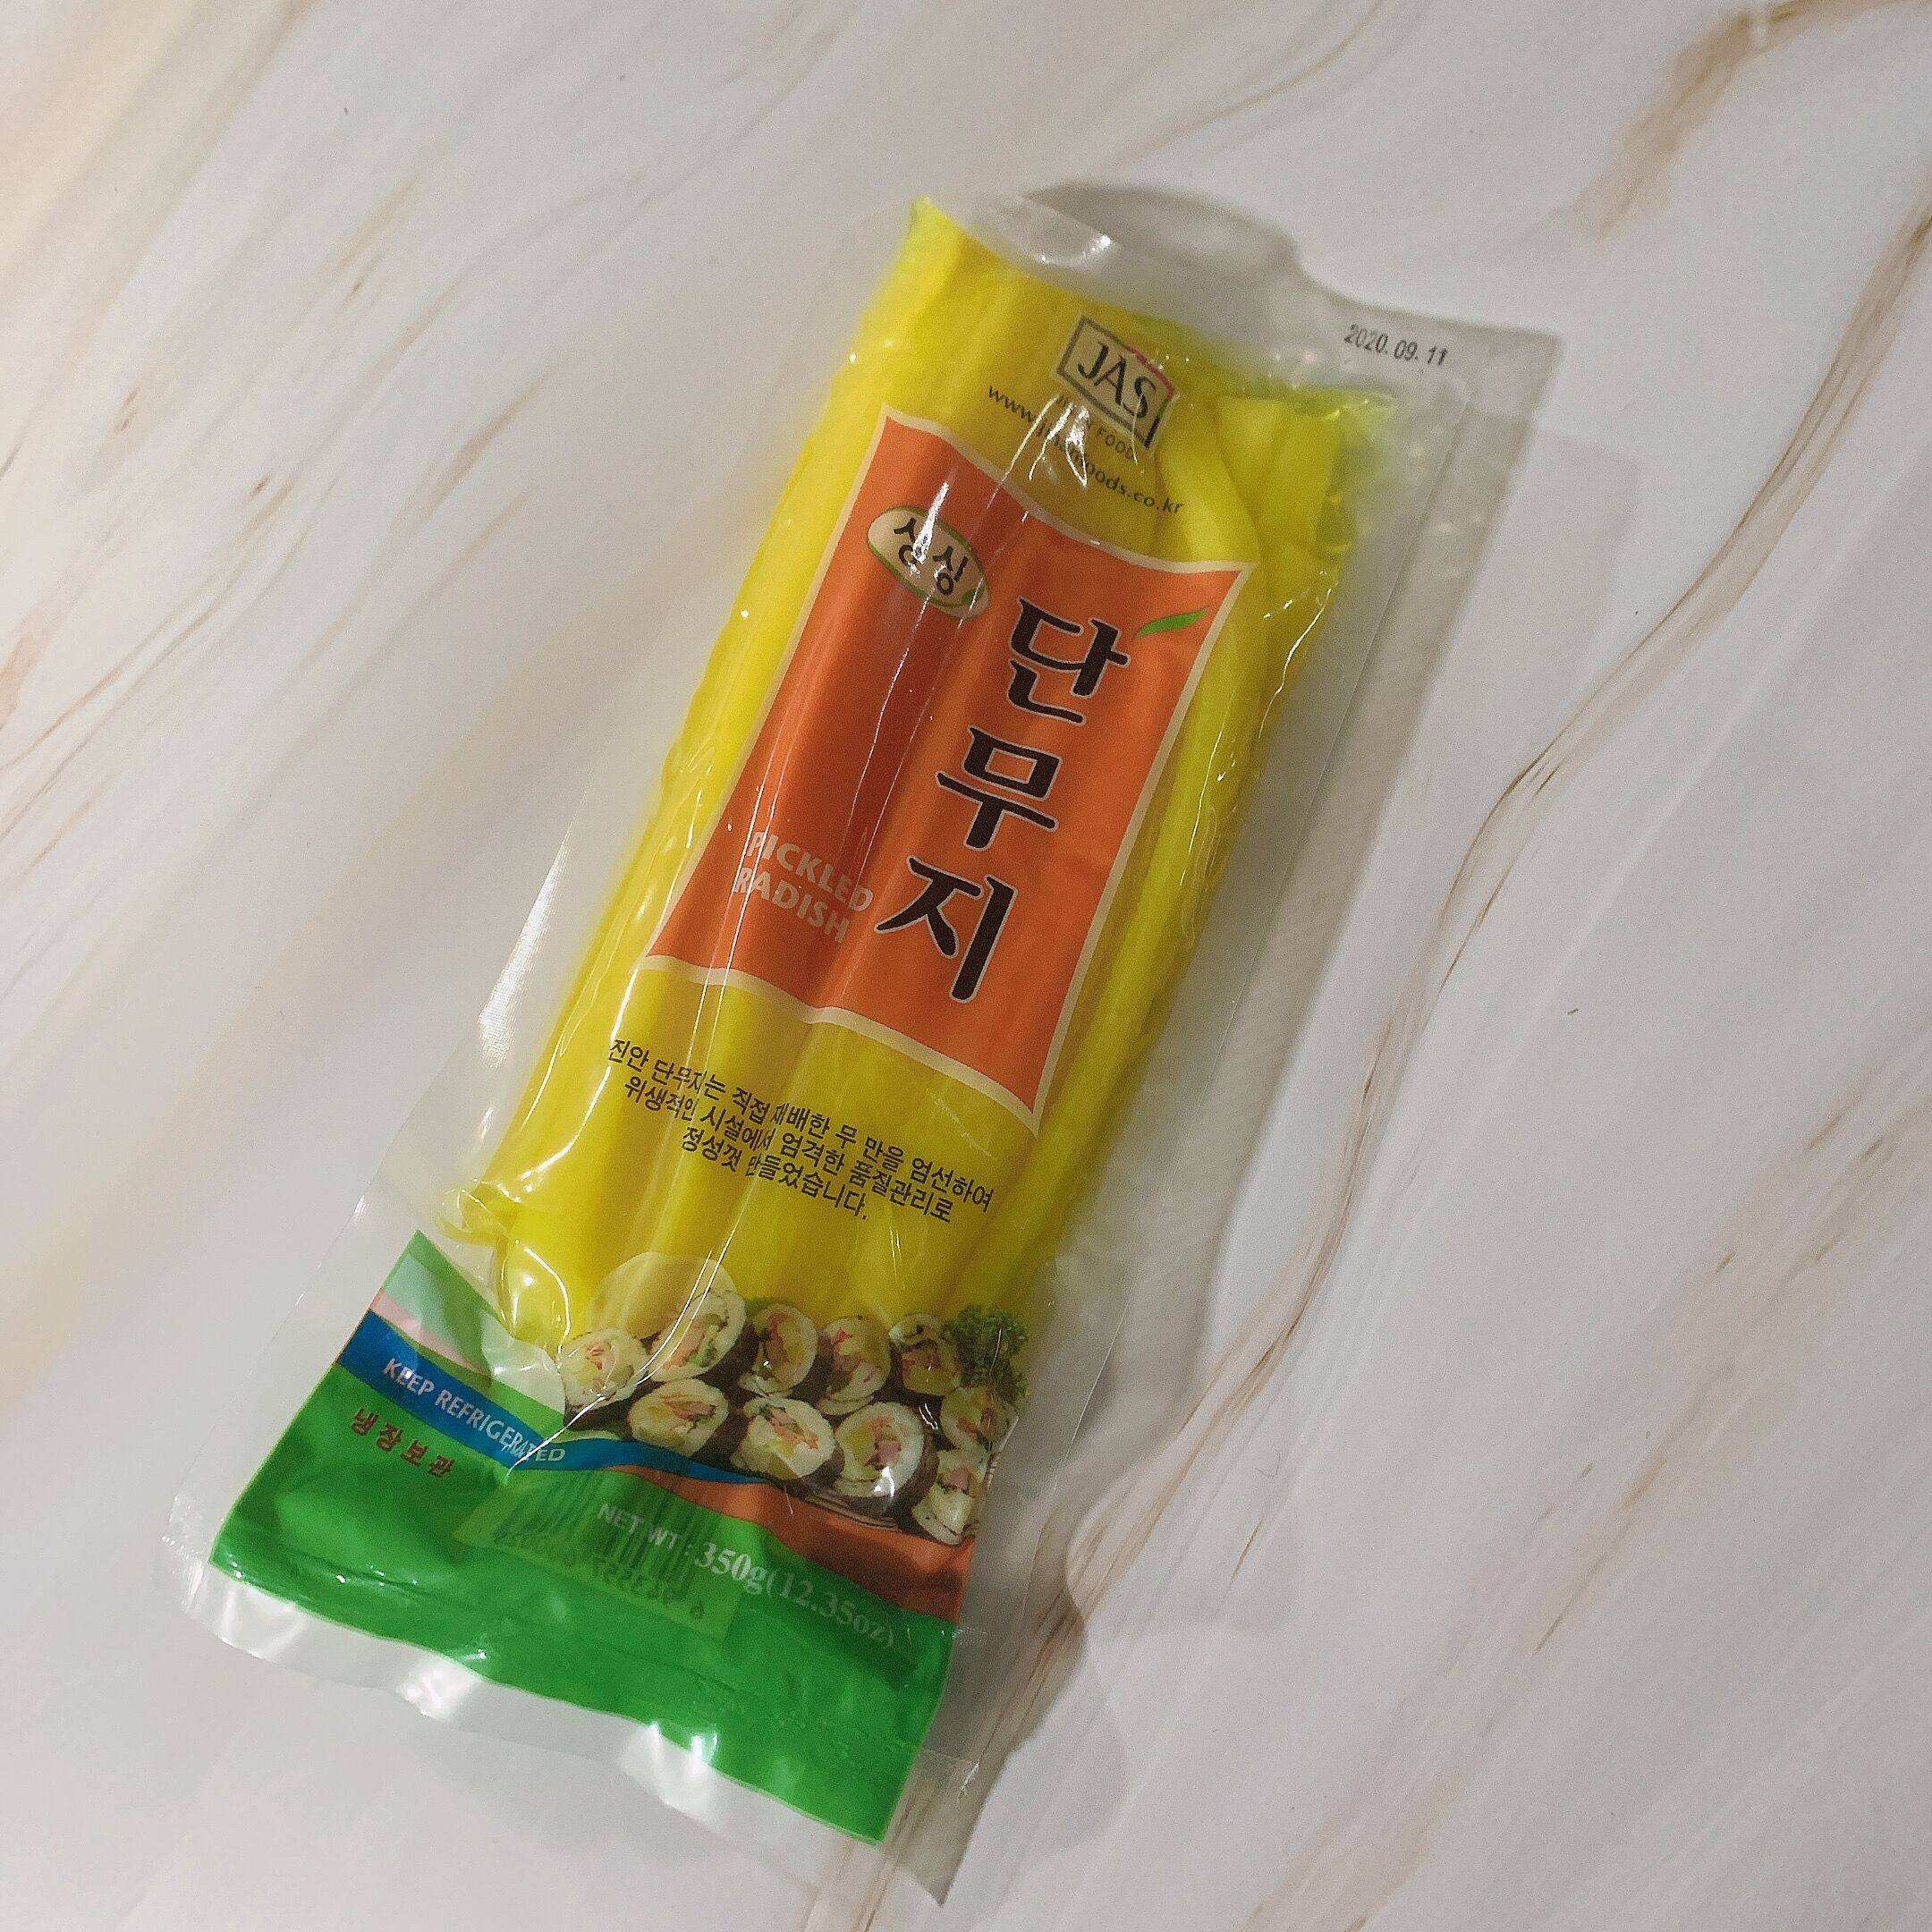 2020.09.11
JAS
FOOD
싱싱
단무지
PICKLED
RADISH
진안 단무지는 직접 재배한 무 만을 엄선하여
위생적인 시설에서 엄격한 품질관리로
정성껏 만들었습니다.
KEEP REFRIGERATED
냉장보관
NET WT : 350g(12.35oz)